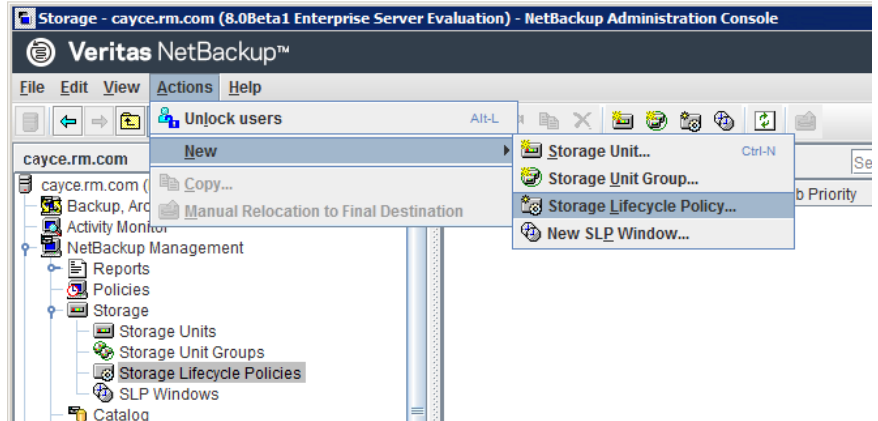 Storage - cayce.rm.com (8.0Beta1 Enterprise Server Evaluation) - NetBackup Administration Console
Veritas NetBackup™
File Edit View Actions Help
Unlock users Alt-L
New
Copy...
Manual Relocation to Final Destination
Storage Unit... Ctrl-N
Storage Unit Group...
Storage Lifecycle Policy...
New SLP Window...
cayce.rm.com
cayce.rm.com (
Backup, Arc
Activity Monitor
NetBackup Management
Reports
Policies
Storage
Storage Units
Storage Unit Groups
Storage Lifecycle Policies
SLP Windows
Catalog
Se
b Priority